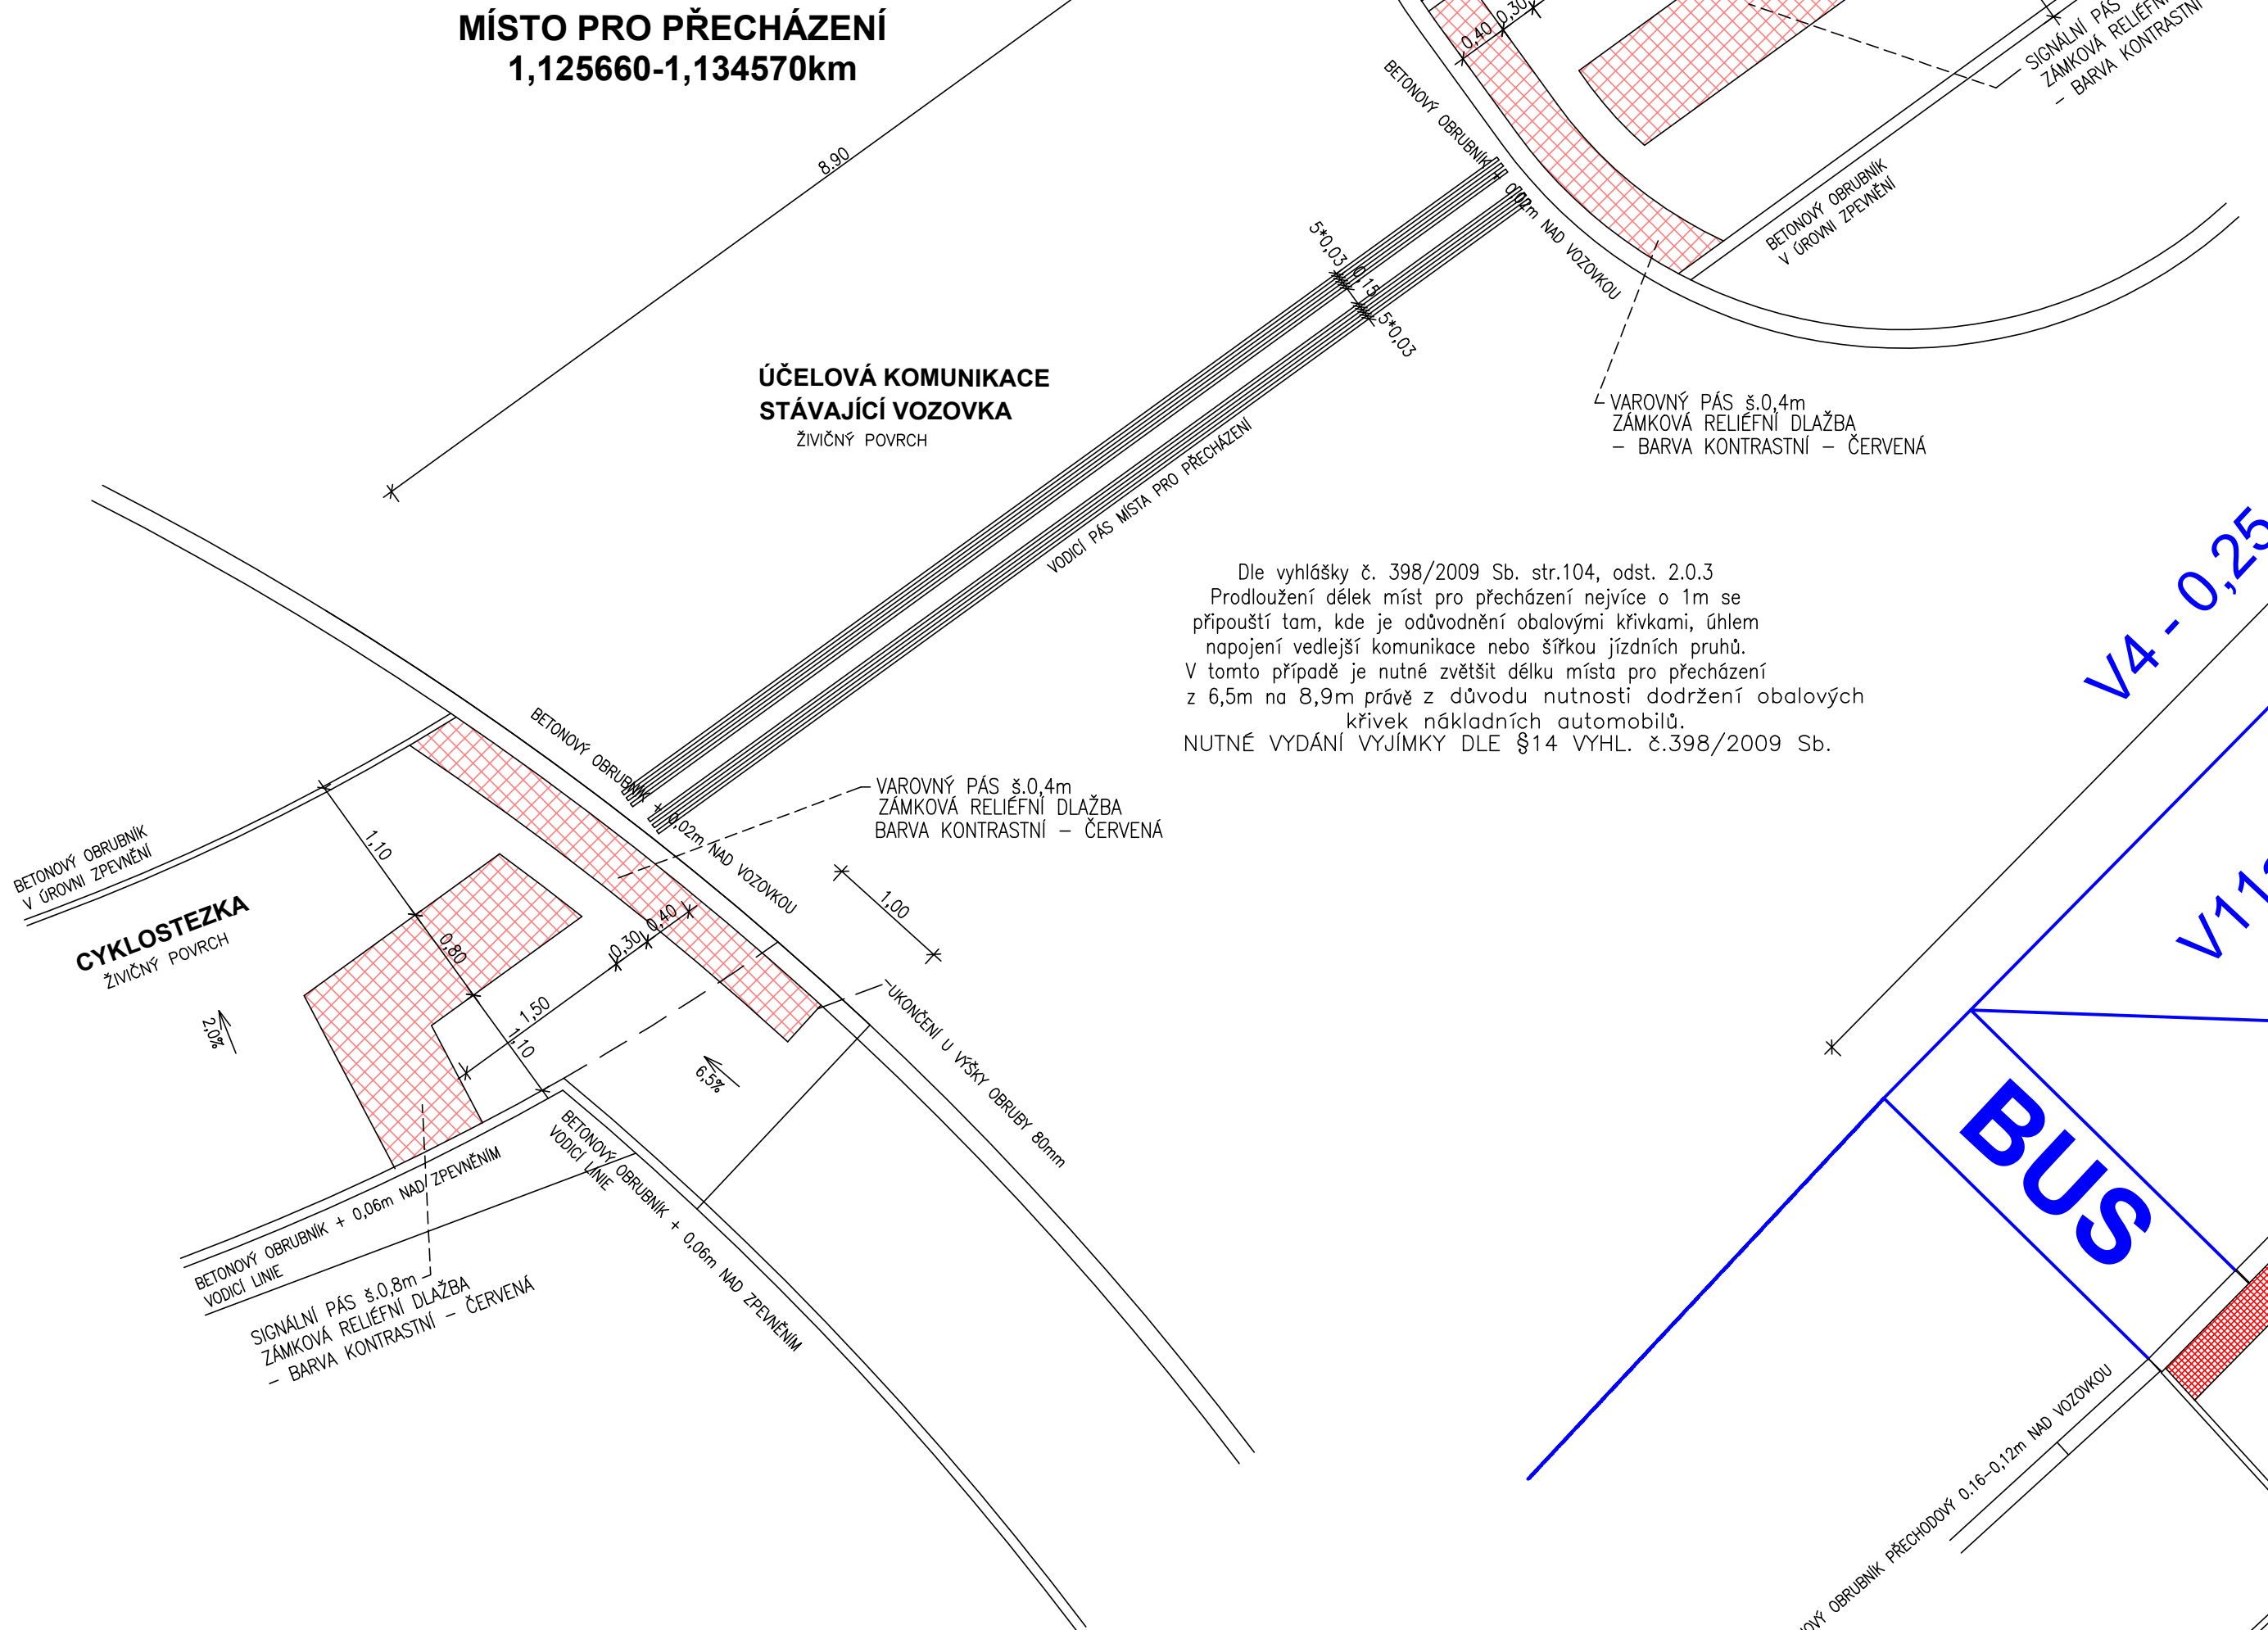 MÍSTO PRO PŘECHÁZENÍ
1,125660-1,134570km
8.90
0,40
0,30
SIGNÁLNÍ PÁS
ZÁMKOVÁ RELIÉFNÍ
- BARVA KONTRASTNÍ
BETONOVÝ OBRUBNÍK + 0,02m NAD VOZOVKOU
BETONOVÝ OBRUBNÍK
V ÚROVNI ZPEVNĚNÍ
5*0,03
0,15
5*0,03
ÚČELOVÁ KOMUNIKACE
STÁVAJÍCÍ VOZOVKA
ŽIVIČNÝ POVRCH
VODICÍ PÁS MÍSTA PRO PŘECHÁZENÍ
VAROVNÝ PÁS š.0,4m
ZÁMKOVÁ RELIÉFNÍ DLAŽBA
- BARVA KONTRASTNÍ - ČERVENÁ
Dle vyhlášky č. 398/2009 Sb. str.104, odst. 2.0.3
Prodloužení délek míst pro přecházení nejvíce o 1m se
připouští tam, kde je odůvodnění obalovými křivkami, úhlem
napojení vedlejší komunikace nebo šířkou jízdních pruhů.
V tomto případě je nutné zvětšit délku místa pro přecházení
z 6,5m na 8,9m právě z důvodu nutnosti dodržení obalových
křivek nákladních automobilů.
NUTNÉ VYDÁNÍ VYJÍMKY DLE §14 VYHL. č.398/2009 Sb.
V4 - 0,25
V11
BETONOVÝ OBRUBNÍK + 0,02m NAD VOZOVKOU
VAROVNÝ PÁS š.0,4m
ZÁMKOVÁ RELIÉFNÍ DLAŽBA
BARVA KONTRASTNÍ - ČERVENÁ
BETONOVÝ OBRUBNÍK
V ÚROVNI ZPEVNĚNÍ
1,10
0,80
1,10
1,50
0,30
0,40
1,00
CYKLOSTEZKA
ŽIVIČNÝ POVRCH
2,0%
6,5%
UKONČENÍ U VÝŠKY OBRUBY 80mm
BETONOVÝ OBRUBNÍK + 0,06m NAD ZPEVNĚNÍM
VODICÍ LINIE
BETONOVÝ OBRUBNÍK + 0,06m NAD ZPEVNĚNÍM
VODICÍ LINIE
SIGNÁLNÍ PÁS š.0,8m
ZÁMKOVÁ RELIÉFNÍ DLAŽBA
- BARVA KONTRASTNÍ - ČERVENÁ
BUS
OBRUBNÍK PŘECHODOVÝ 0.16-0,12m NAD VOZOVKOU